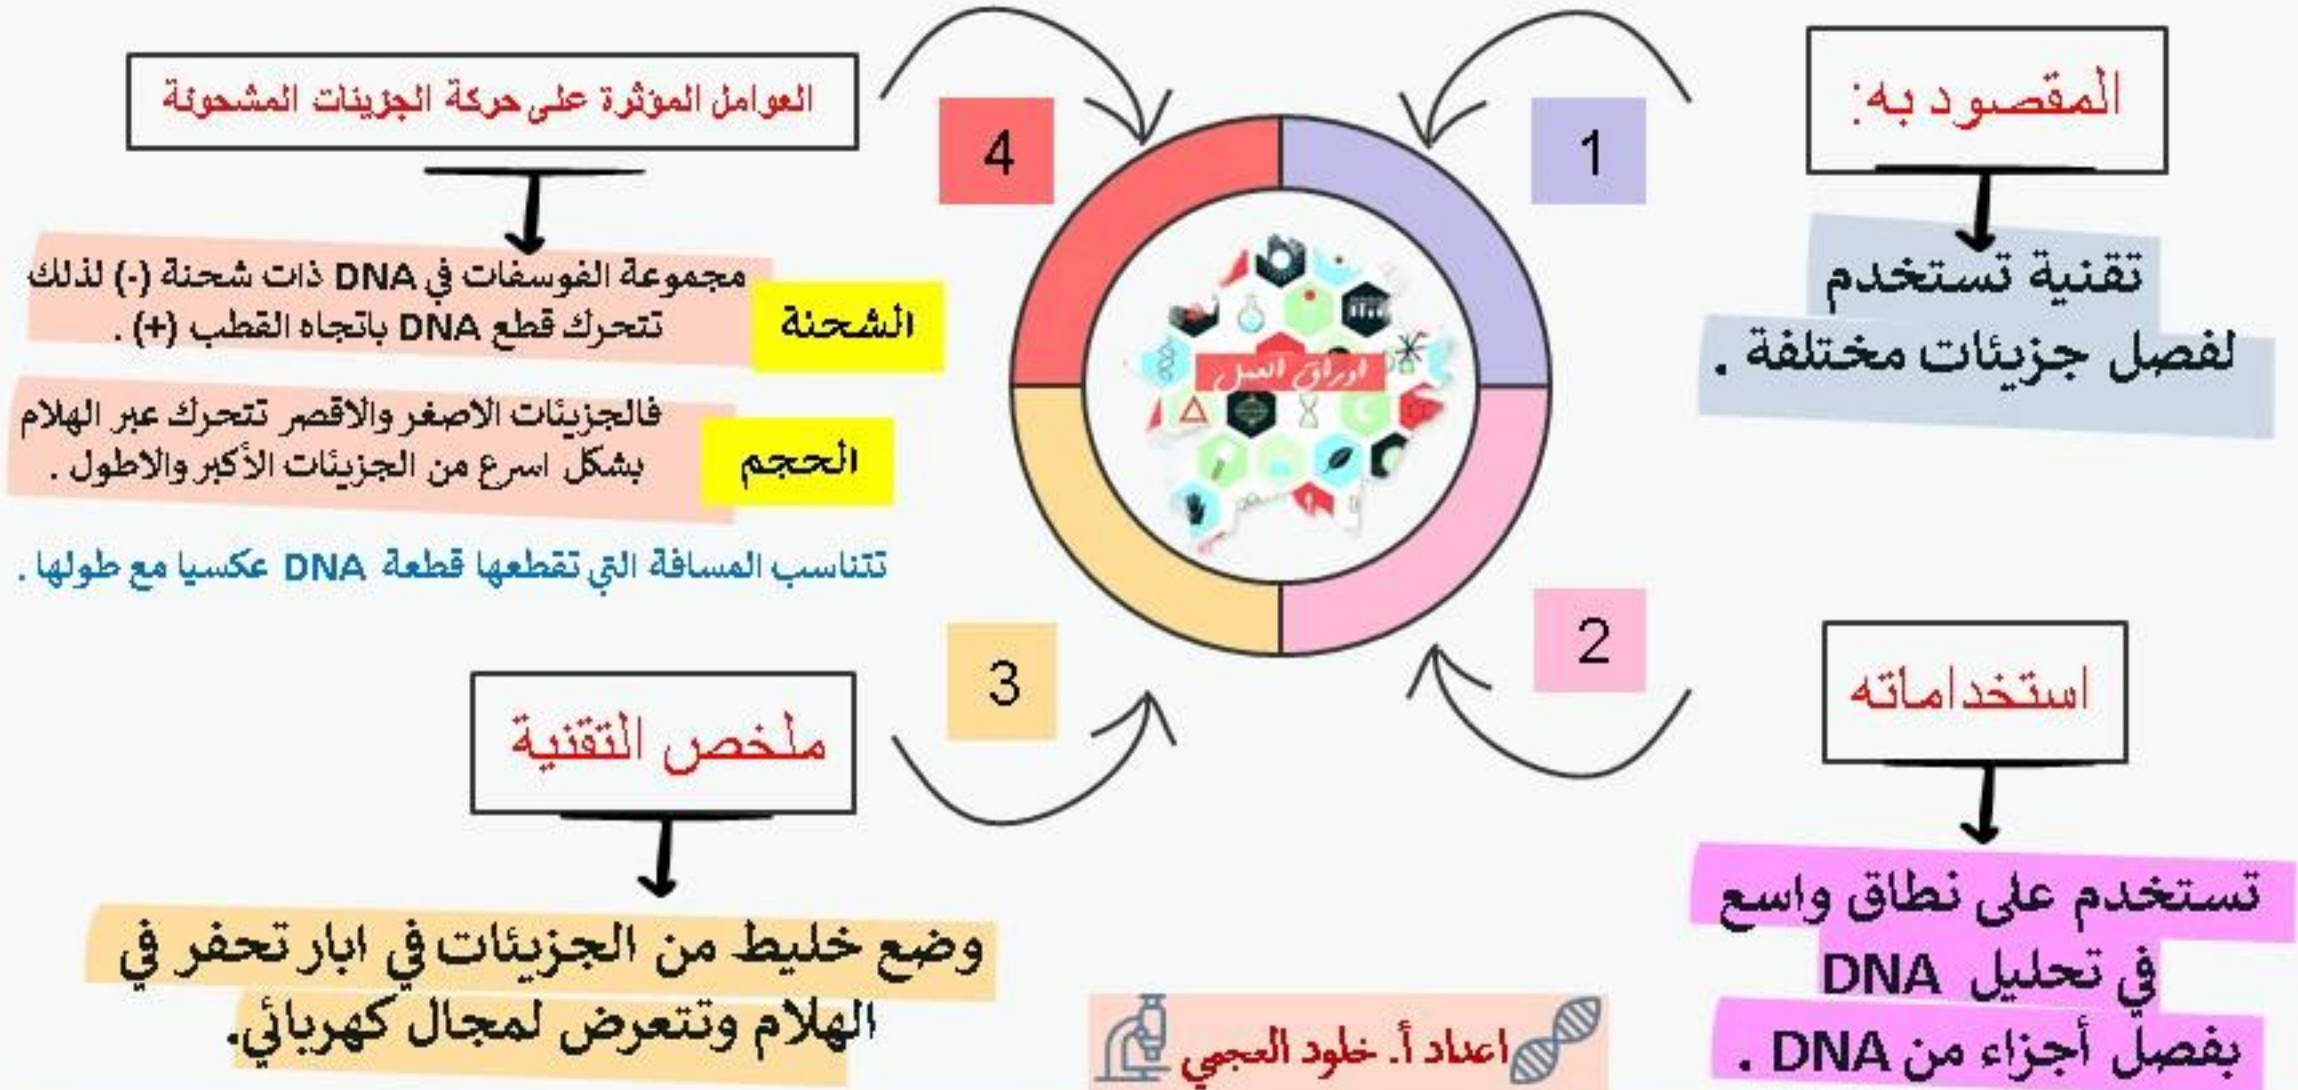 المقصود به:
1
تقنية تستخدم
لفصل جزيئات مختلفة .
استخداماته
2
تستخدم على نطاق واسع
في تحليل DNA
بفصل أجزاء من DNA .
ملخص التقنية
3
وضع خليط من الجزيئات في ابار تحفر في
الهلام وتتعرض لمجال كهربائي.
العوامل المؤثرة على حركة الجزيئات المشحونة
4
الشحنة
مجموعة الفوسفات في DNA ذات شحنة (-) لذلك
تتحرك قطع DNA باتجاه القطب (+) .
الحجم
فالجزيئات الاصغر والاقصر تتحرك عبر الهلام
بشكل اسرع من الجزيئات الأكبر والاطول .
تتناسب المسافة التي تقطعها قطعة DNA عكسيا مع طولها .
اوراق العمل
اعداد أ. خلود العجمي